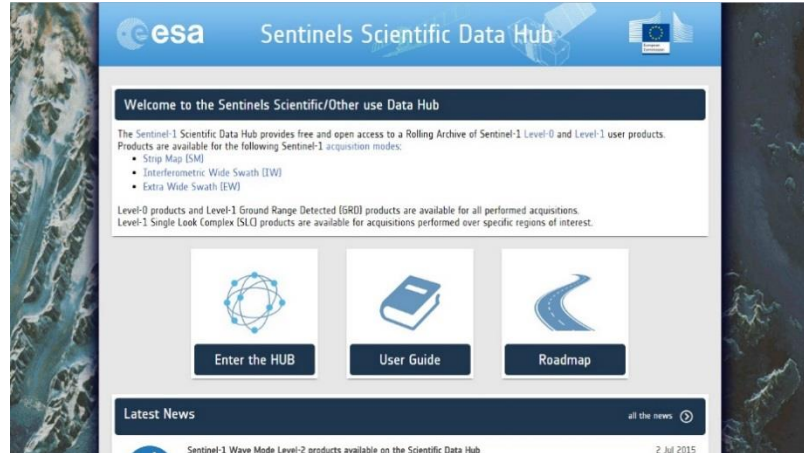 esa
Sentinels Scientific Data Hub
European
Commission
Welcome to the Sentinels Scientific/Other use Data Hub
The Sentinel-1 Scientific Data Hub provides free and open access to a Rolling Archive of Sentinel-1 Level-0 and Level-1 user products.
Products are available for the following Sentinel-1 acquisition modes:
• Strip Map (SM)
• Interferometric Wide Swath (IW)
• Extra Wide Swath (EW)
Level-0 products and Level-1 Ground Range Detected (GRD) products are available for all performed acquisitions.
Level-1 Single Look Complex (SLC) products are available for acquisitions performed over specific regions of interest.
Enter the HUB
User Guide
Roadmap
Latest News
all the news
Sentinel-1 Wave Mode Level-2 products available on the Scientific Data Hub
2 Jul 2015